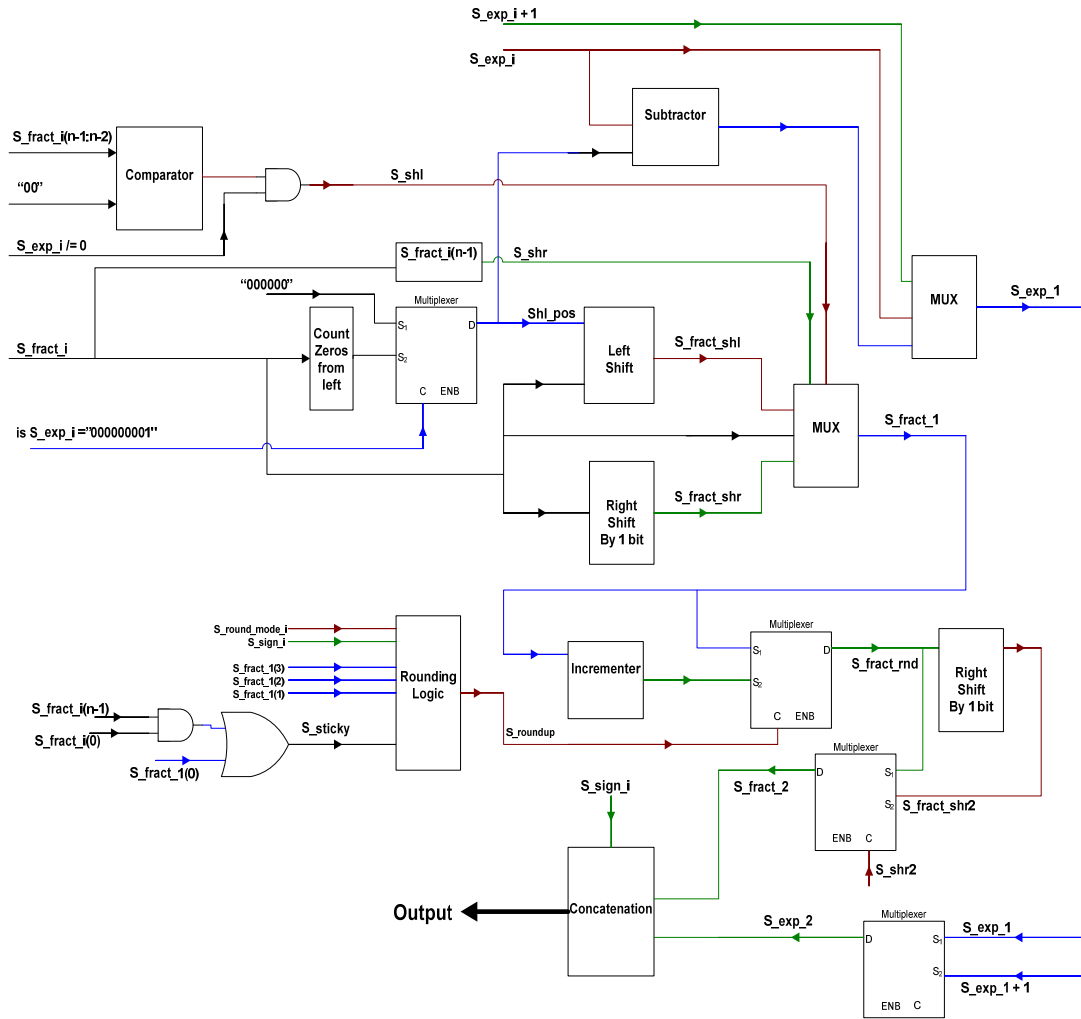 S_exp_i + 1
S_exp_i
Subtractor
S_fract_i(n-1:n-2)
Comparator
"00"
S_shl
S_exp_i /= 0
S_fract_i(n-1)
S_shr
"000000"
Multiplexer
S1
D
S2
C ENB
Count
Zeros
from
left
S_fract_i
Shl_pos
Left
Shift
S_fract_shl
MUX
S_exp_1
is S_exp_i ="000000001"
MUX
S_fract_1
Right
Shift
By 1 bit
S_fract_shr
S_round_mode_i
S_sign_i
S_fract_1(3)
S_fract_1(2)
S_fract_1(1)
Rounding
Logic
S_fract_i(n-1)
S_fract_i(0)
S_fract_1(0)
S_sticky
S_roundup
Incrementer
Multiplexer
S1
D
S2
C ENB
S_fract_rnd
Right
Shift
By 1 bit
Multiplexer
D
S1
S2
ENB C
S_fract_2
S_fract_shr2
S_shr2
S_sign_i
Concatenation
Output
S_exp_2
Multiplexer
D
S1
S2
ENB C
S_exp_1
S_exp_1 + 1